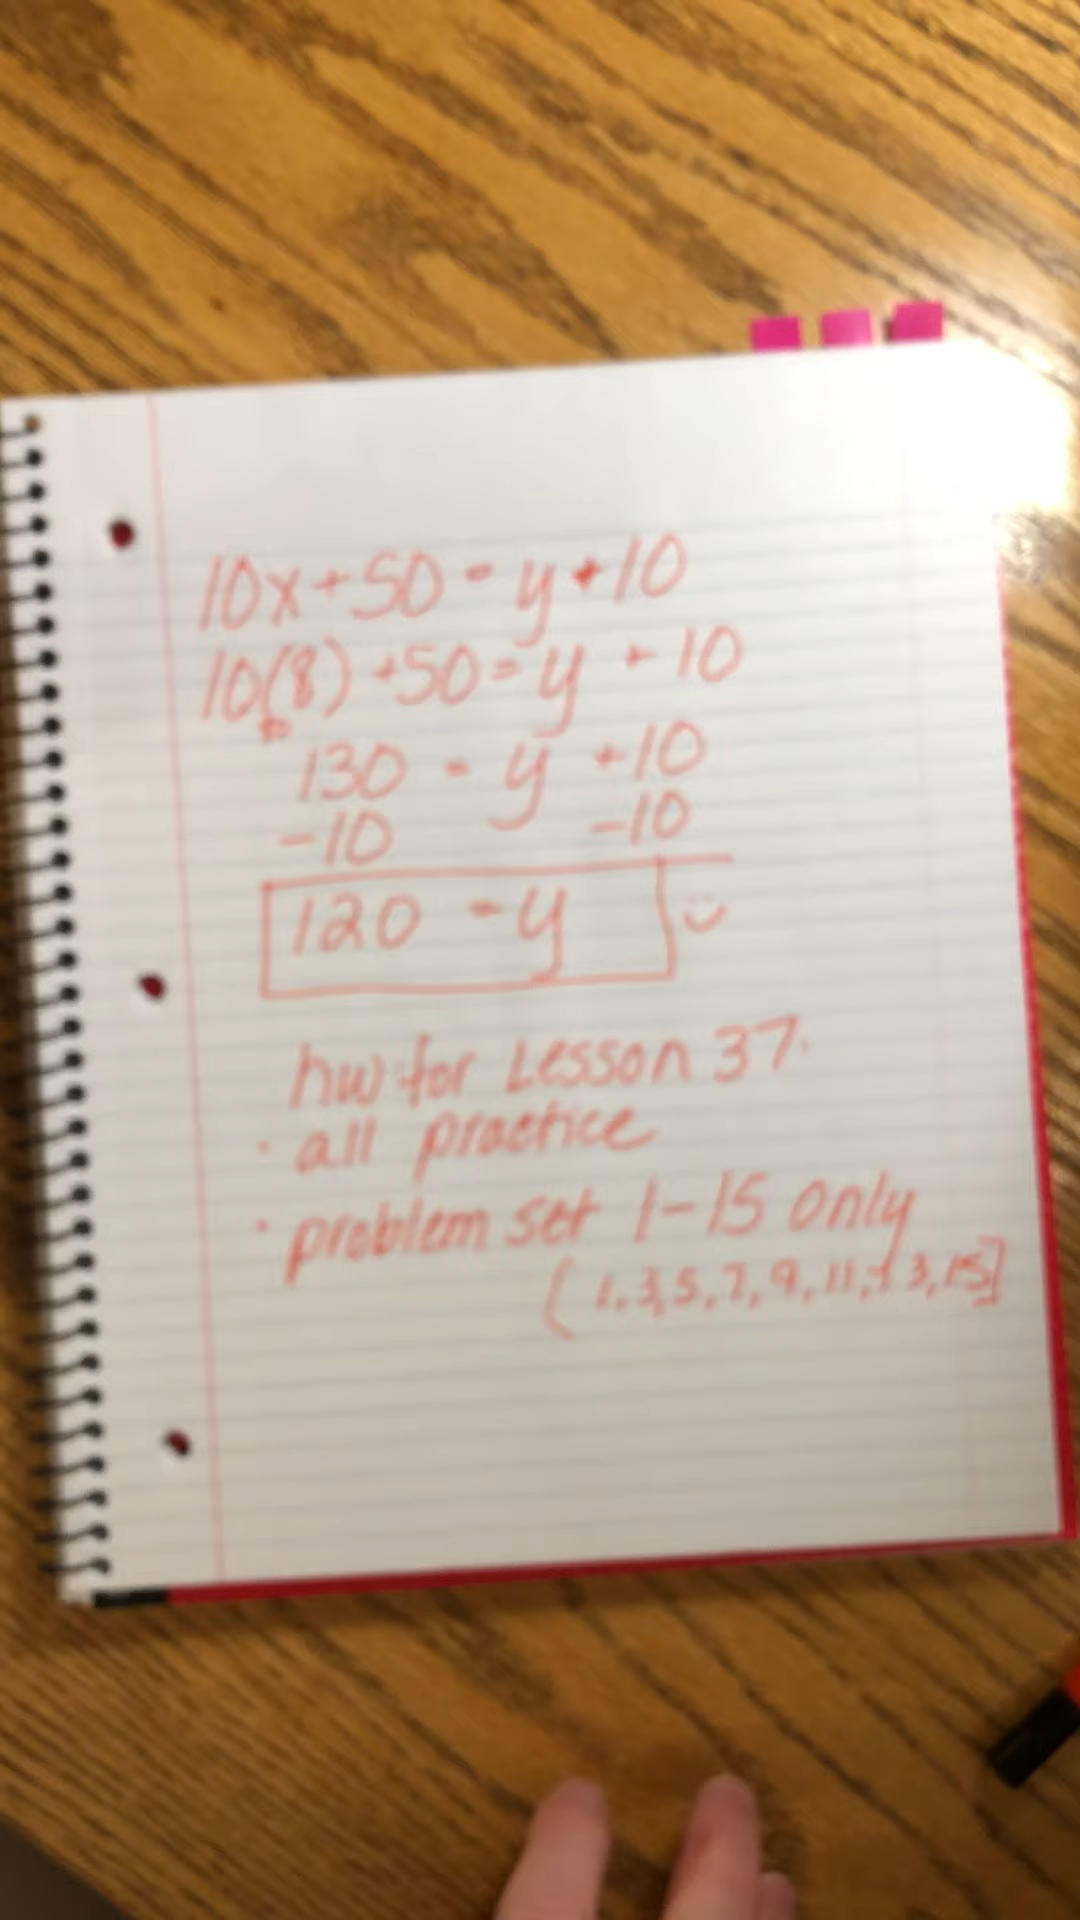 10x + 50 = y + 10
10(8) + 50 = y + 10
80
130 = y + 10
-10 -10
120 = y
hw for Lesson 37.
· all practice
· problem set 1-15 only
(1, 3, 5, 7, 9, 11, 13, 15]